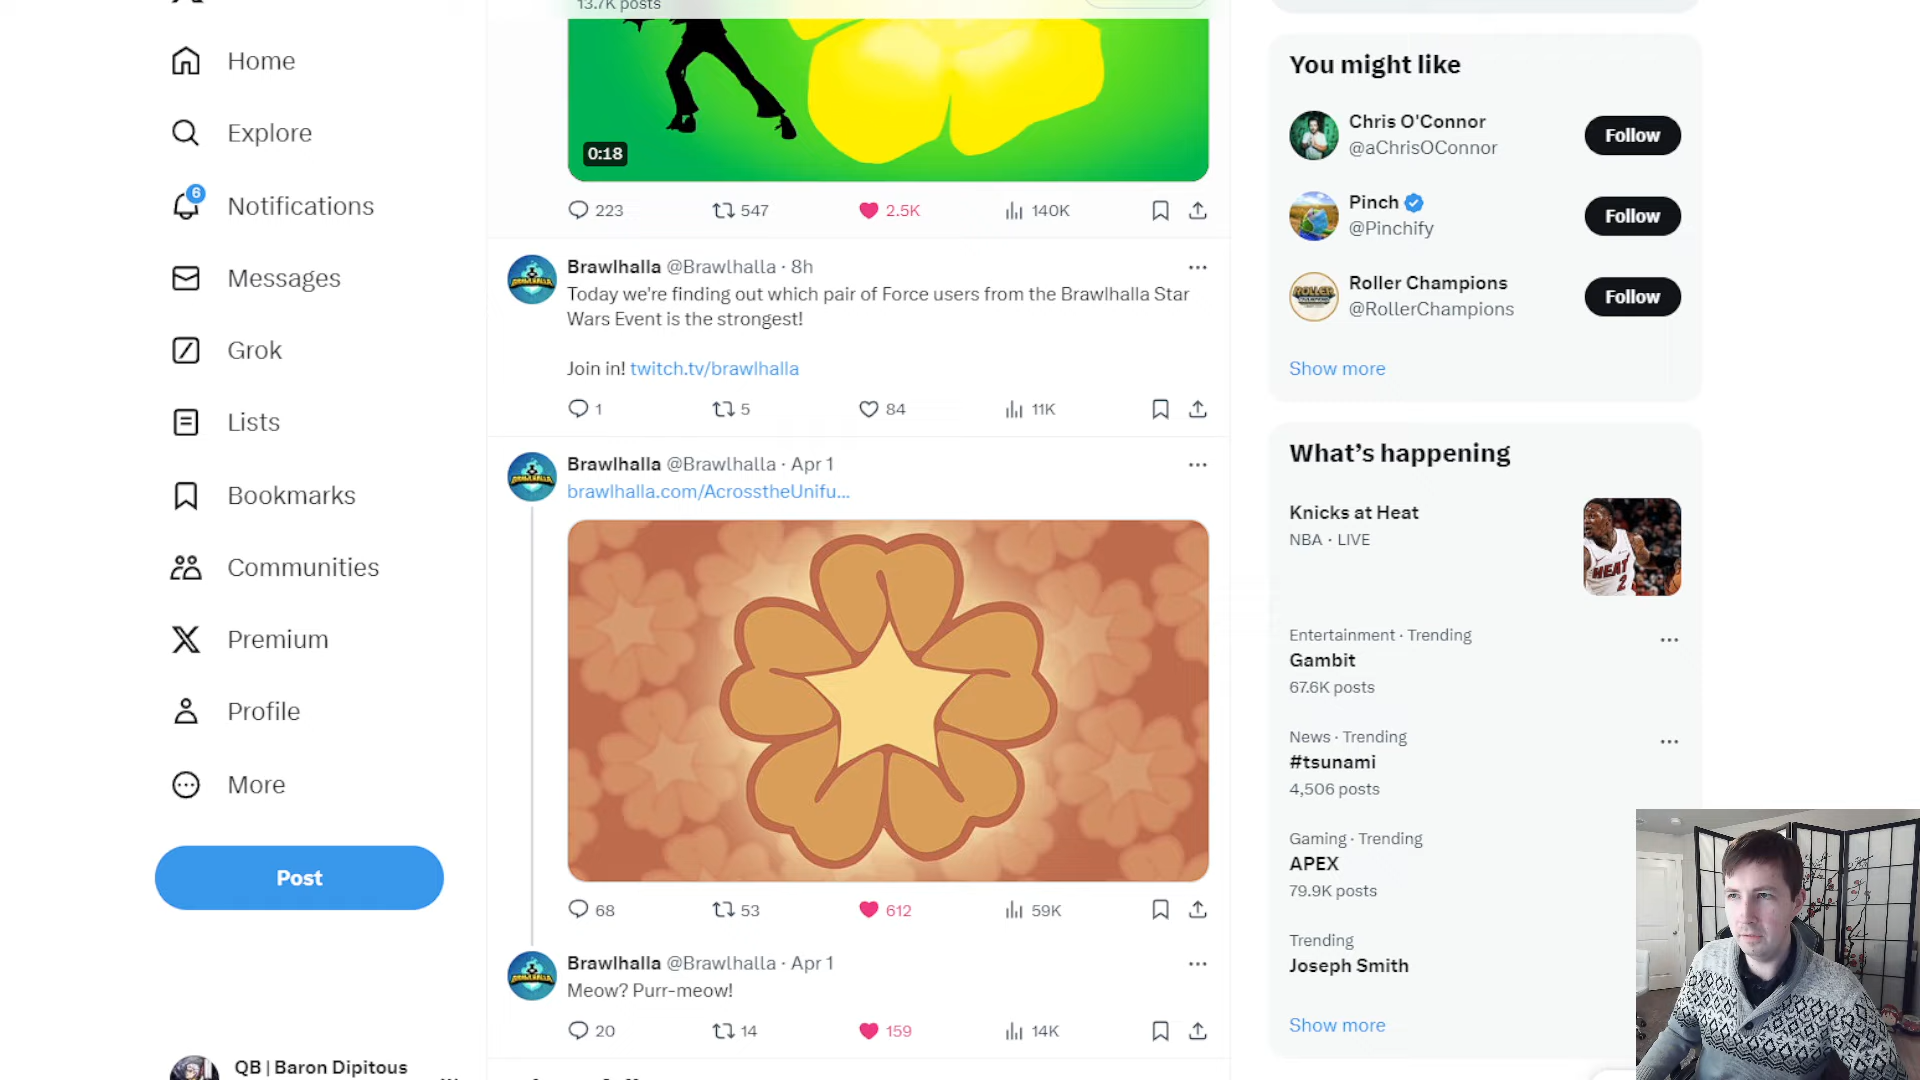 13.7K posts
Home
Explore
6
Notifications
Messages
Grok
Lists
Bookmarks
Communities
Premium
Profile
More
Post
QB | Baron Dipitous
0:18
223 547 2.5K 140K
Brawlhalla @Brawlhalla · 8h
Today we're finding out which pair of Force users from the Brawlhalla Star
Wars Event is the strongest!
Join in! twitch.tv/brawlhalla
1 5 84 11K
Brawlhalla @Brawlhalla · Apr 1
brawlhalla.com/AcrosstheUnifu...
68 53 612 59K
Brawlhalla @Brawlhalla · Apr 1
Meow? Purr-meow!
20 14 159 14K
You might like
Chris O'Connor
@aChrisOConnor
Follow
Pinch
@Pinchify
Follow
Roller Champions
@RollerChampions
Follow
Show more
What's happening
Knicks at Heat
NBA · LIVE
HEAT
2
Entertainment · Trending
Gambit
67.6K posts
News · Trending
#tsunami
4,506 posts
Gaming · Trending
APEX
79.9K posts
Trending
Joseph Smith
Show more